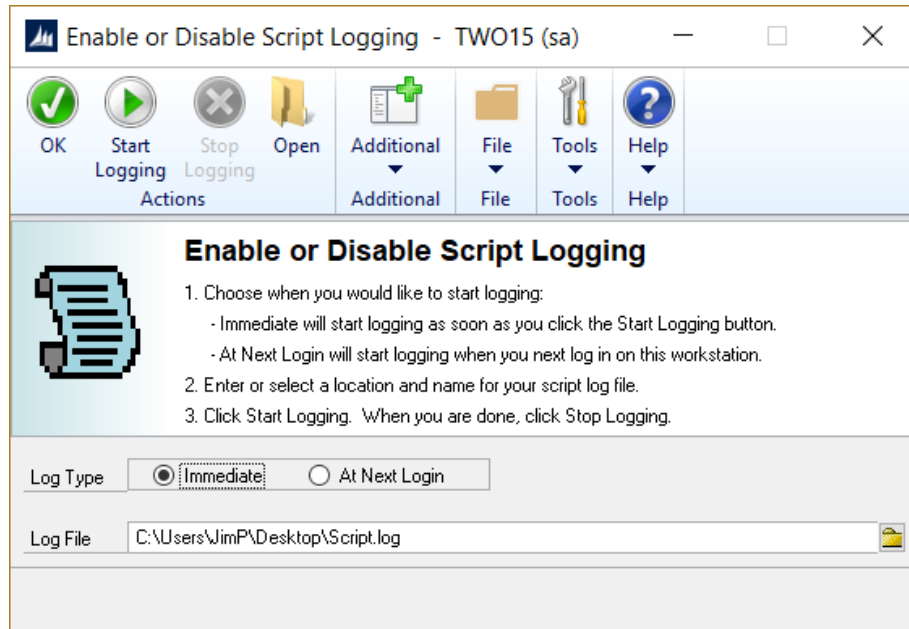 Enable or Disable Script Logging - TWO15 (sa)
OK
Start Logging
Stop Logging
Open
Additional
File
Tools
Help
Actions
Additional
File
Tools
Help
Enable or Disable Script Logging
1. Choose when you would like to start logging:
- Immediate will start logging as soon as you click the Start Logging button.
- At Next Login will start logging when you next log in on this workstation.
2. Enter or select a location and name for your script log file.
3. Click Start Logging. When you are done, click Stop Logging.
Log Type Immediate At Next Login
Log File C:\Users\JimP\Desktop\Script.log